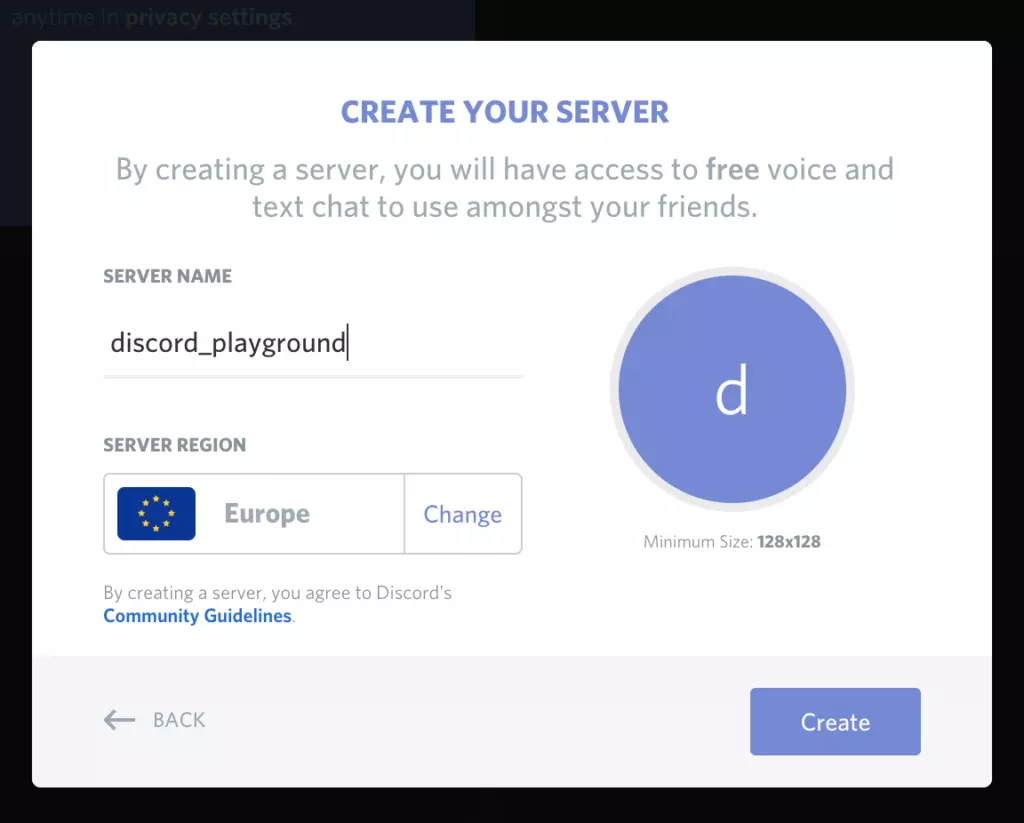 anytime in privacy settings.
CREATE YOUR SERVER
By creating a server, you will have access to free voice and
text chat to use amongst your friends.
SERVER NAME
discord_playground
d
SERVER REGION
Europe
Change
Minimum Size: 128x128
By creating a server, you agree to Discord's
Community Guidelines.
BACK
Create